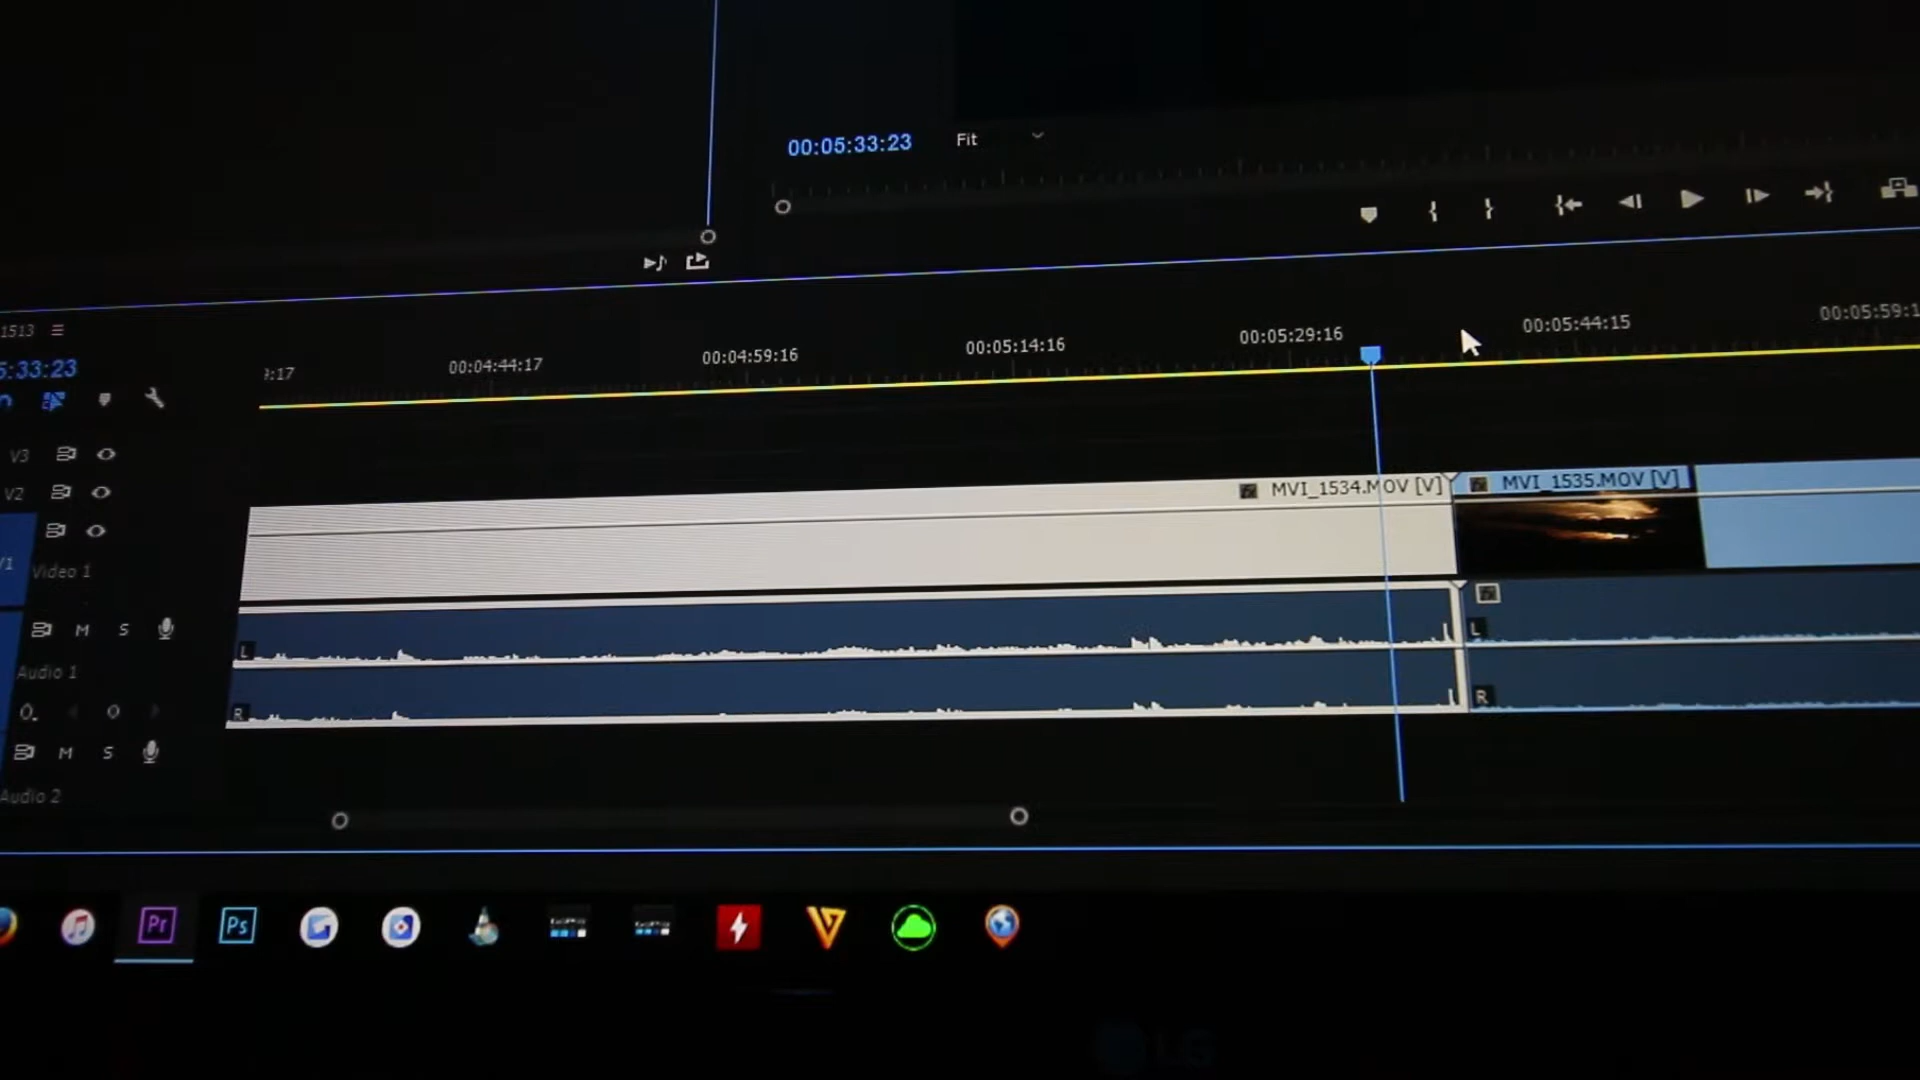 00:05:33:23 Fit
1513
5:33:23
:17 00:04:44:17 00:04:59:16 00:05:14:16 00:05:29:16 00:05:44:15 00:05:59:1
V3
V2
MVI_1534.MOV [V] MVI_1535.MOV [V]
V1 Video 1
M S
L L
Audio 1
R R
M S
Audio 2
Pr Ps
LG